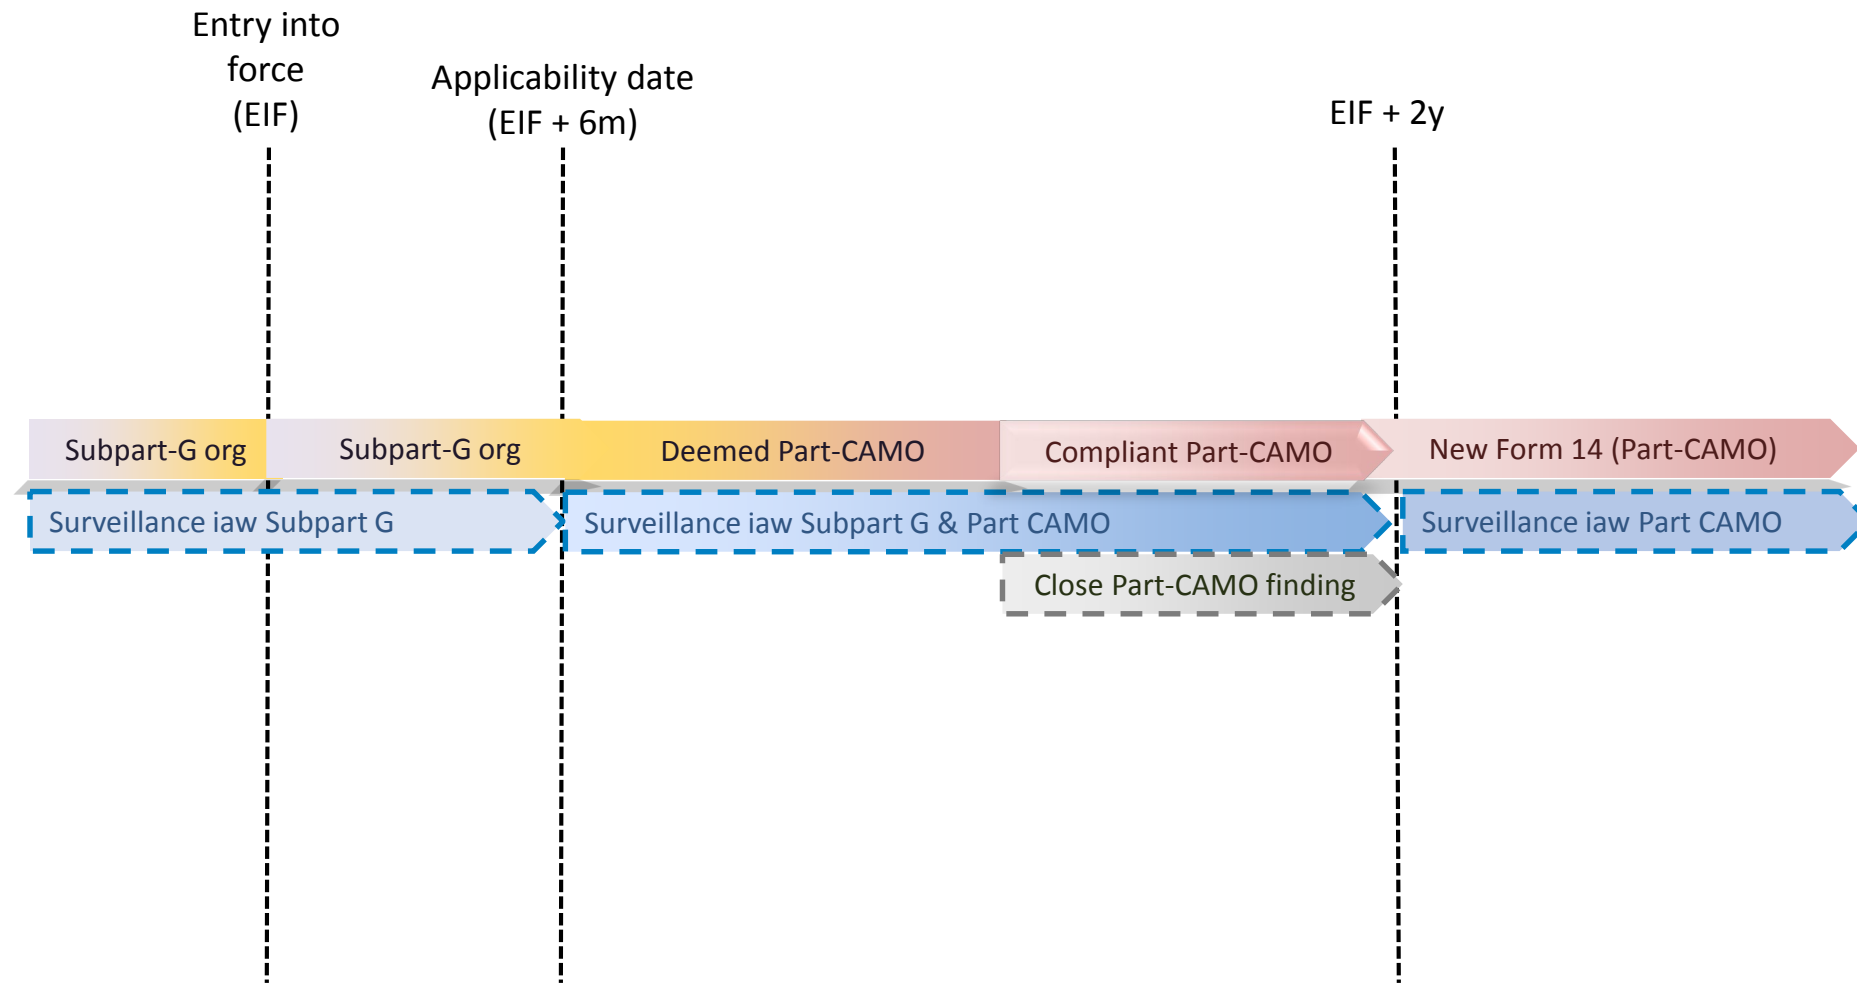 Entry into
force
(EIF)
Applicability date
(EIF + 6m)
EIF + 2y
Subpart-G org
Subpart-G org
Deemed Part-CAMO
Compliant Part-CAMO
New Form 14 (Part-CAMO)
Surveillance iaw Subpart G
Surveillance iaw Subpart G & Part CAMO
Surveillance iaw Part CAMO
Close Part-CAMO finding